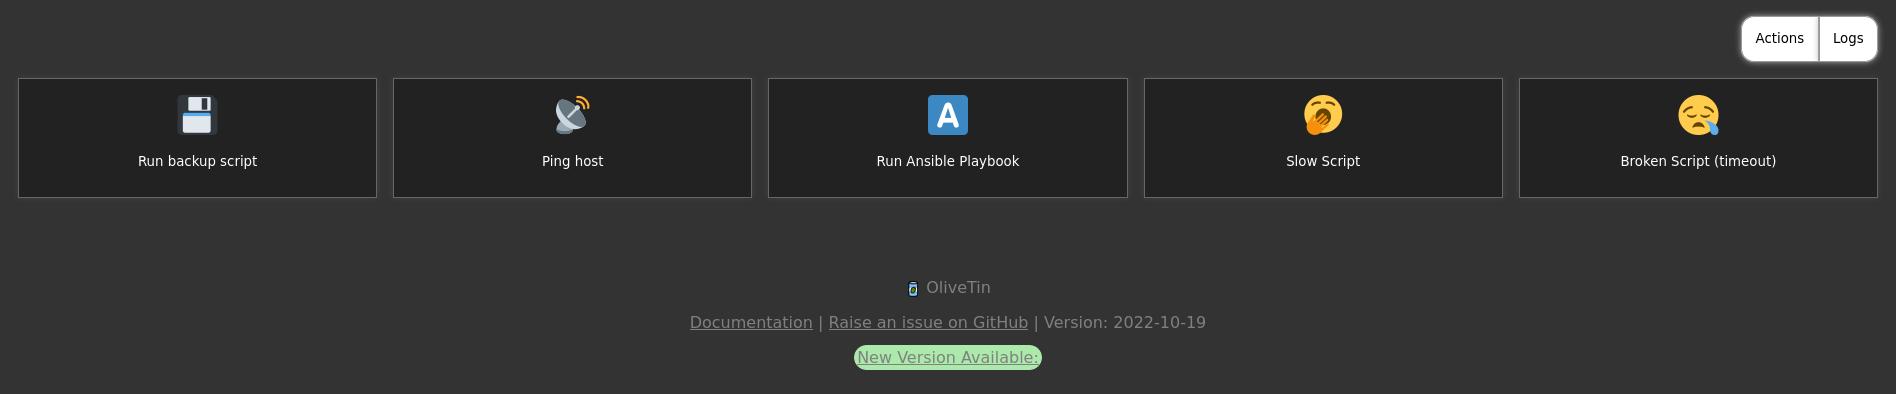 Actions Logs
Run backup script
Ping host
Run Ansible Playbook
Slow Script
Broken Script (timeout)
OliveTin
Documentation | Raise an issue on GitHub | Version: 2022-10-19
New Version Available: